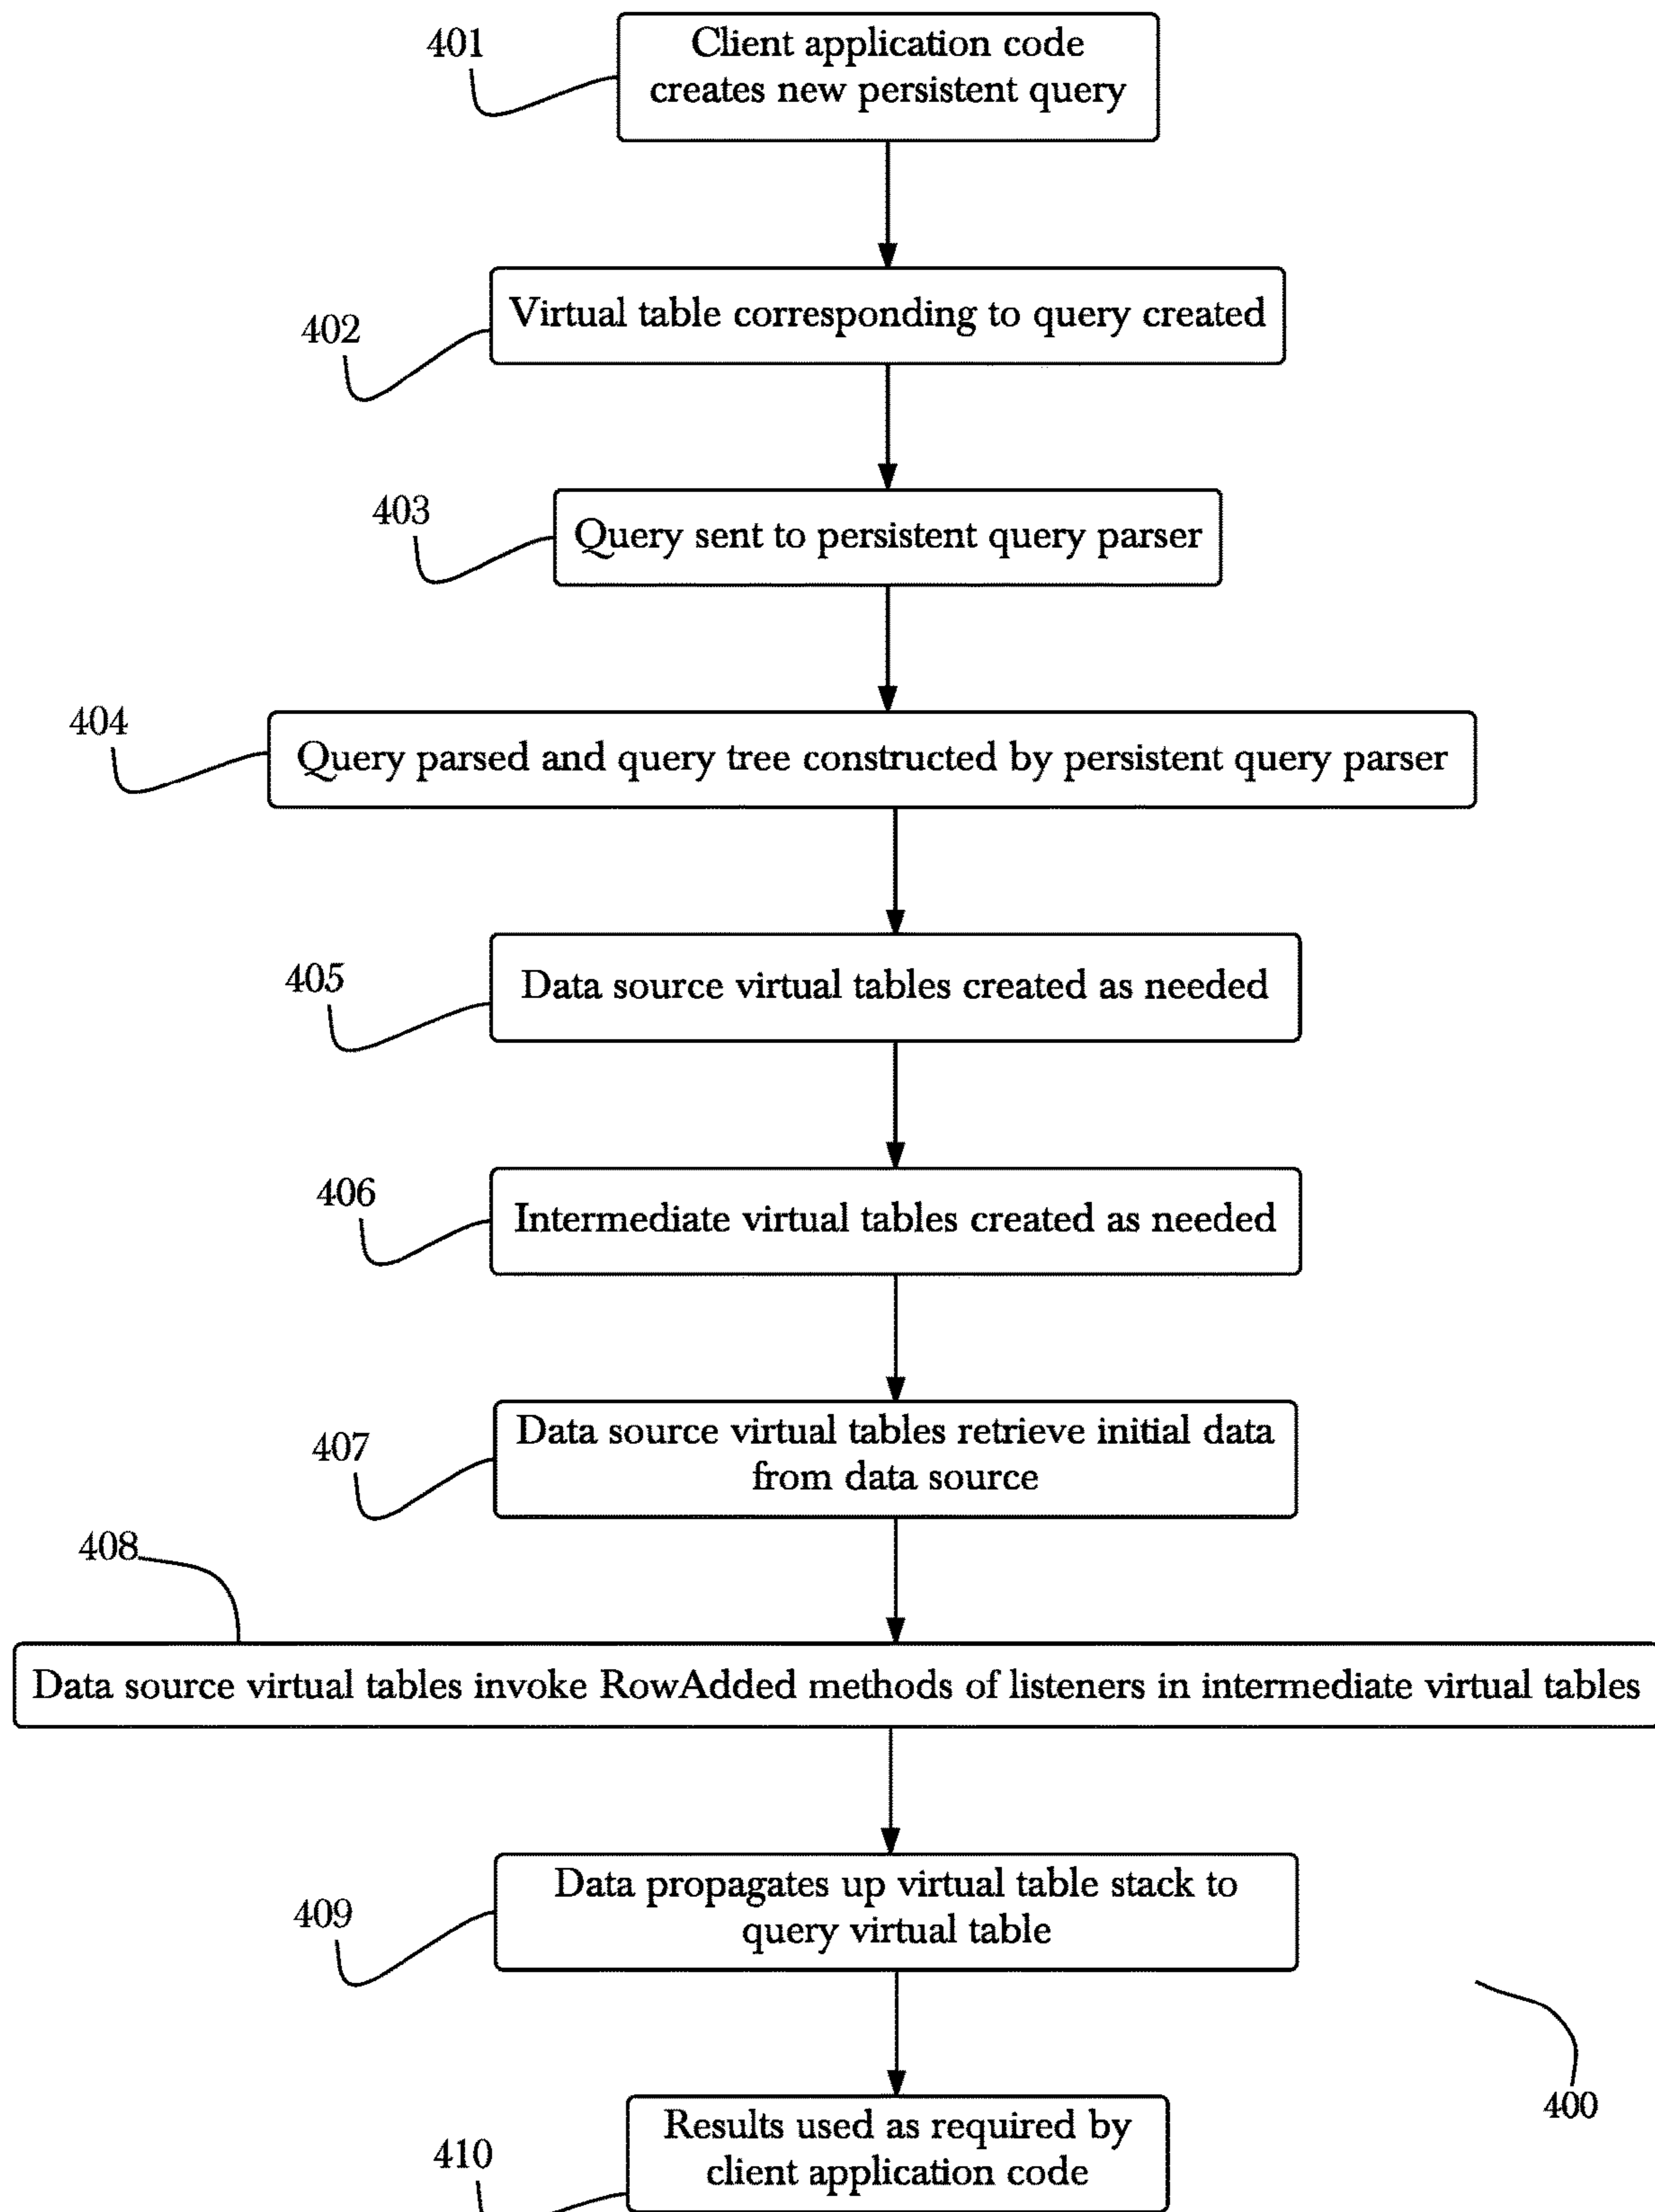 401
Client application code
creates new persistent query
402
Virtual table corresponding to query created
403
Query sent to persistent query parser
404
Query parsed and query tree constructed by persistent query parser
405
Data source virtual tables created as needed
406
Intermediate virtual tables created as needed
407
Data source virtual tables retrieve initial data
from data source
408
Data source virtual tables invoke RowAdded methods of listeners in intermediate virtual tables
409
Data propagates up virtual table stack to
query virtual table
400
410
Results used as required by
client application code